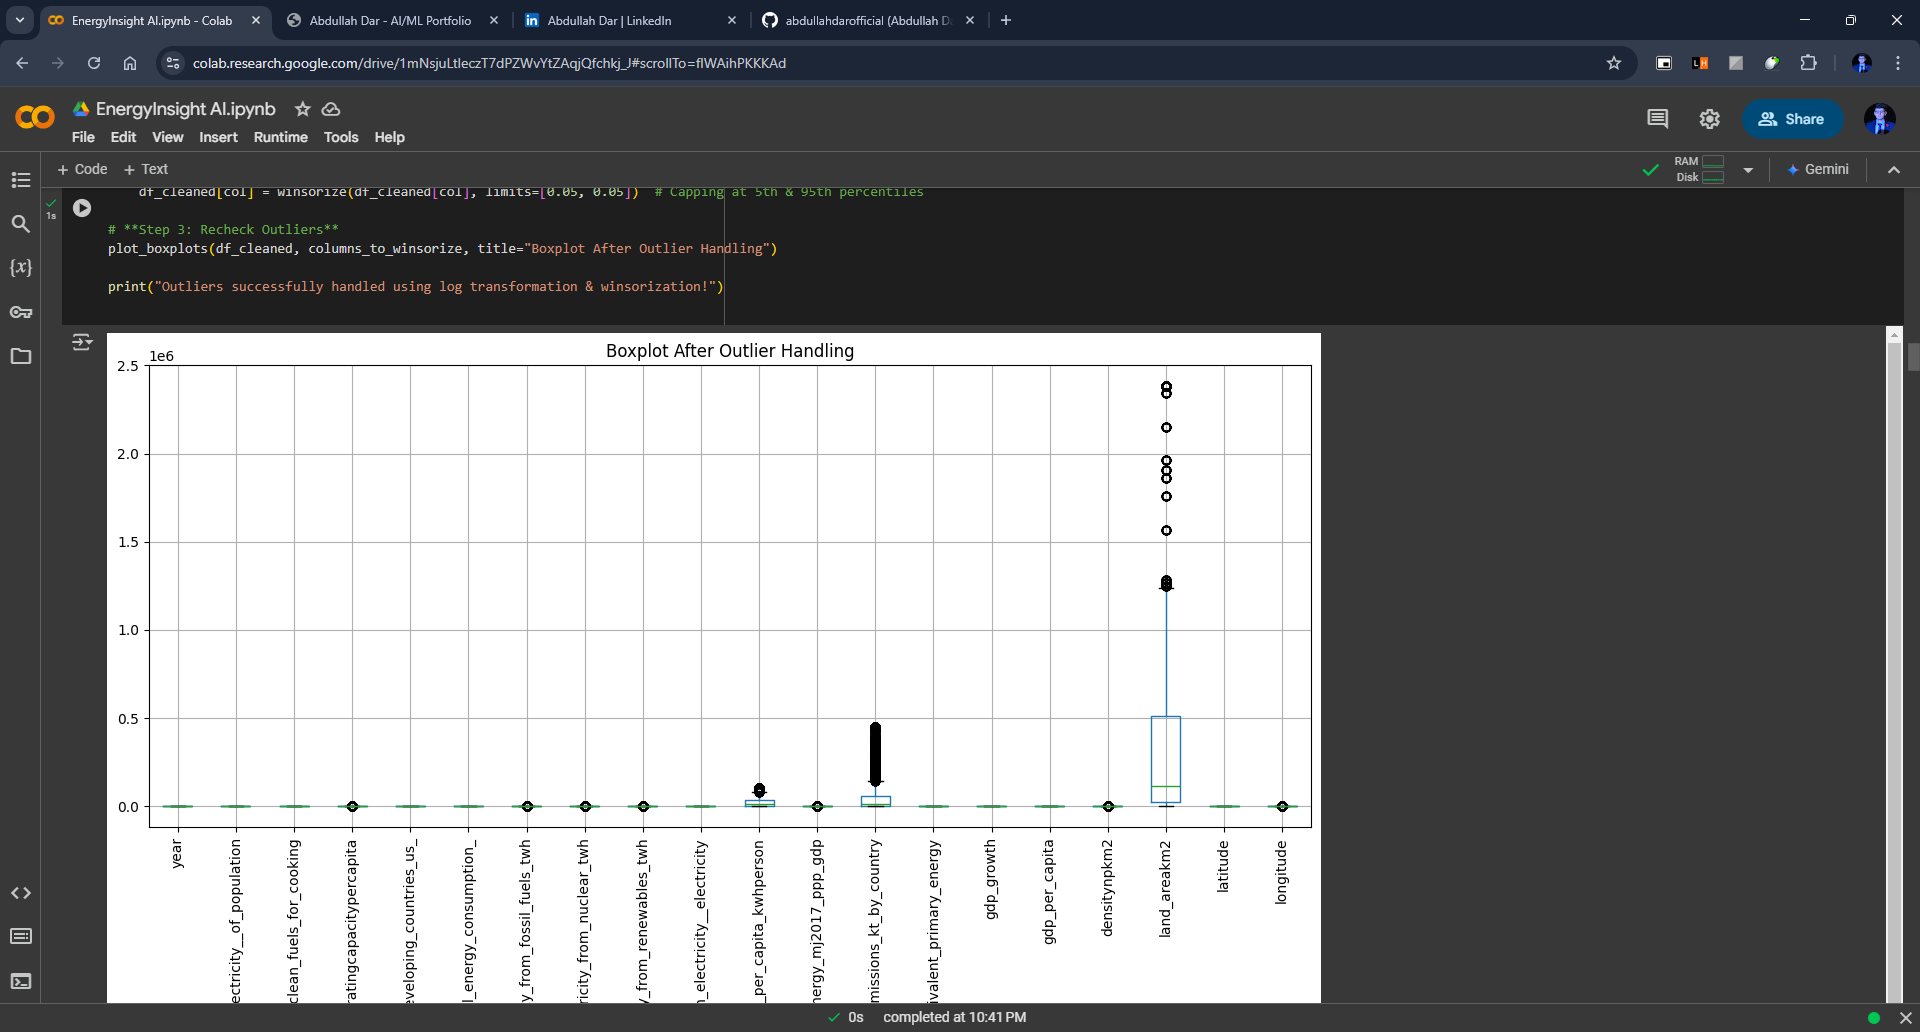 EnergyInsight AI.ipynb - Colab
Abdullah Dar - AI/ML Portfolio
Abdullah Dar | LinkedIn
abdullahdarofficial (Abdullah D
colab.research.google.com/drive/1mNsjuLtleczT7dPZWvYtZAqjQfchkj_J#scrollTo=fIWAihPKKKAd
EnergyInsight AI.ipynb
File Edit View Insert Runtime Tools Help
Share
+ Code + Text
RAM
Disk
Gemini
df_cleaned[col] = winsorize(df_cleaned[col], limits=[0.05, 0.05]) # Capping at 5th & 95th percentiles
1s
# **Step 3: Recheck Outliers**
plot_boxplots(df_cleaned, columns_to_winsorize, title="Boxplot After Outlier Handling")
print("Outliers successfully handled using log transformation & winsorization!")
Boxplot After Outlier Handling
1e6
2.5
2.0
1.5
1.0
0.5
0.0
year
ectricity__of_population
clean_fuels_for_cooking
ratingcapacitypercapita
eveloping_countries_us_
l_energy_consumption_
y_from_fossil_fuels_twh
ricity_from_nuclear_twh
y_from_renewables_twh
n_electricity__electricity
_per_capita_kwhperson
nergy_mj2017_ppp_gdp
missions_kt_by_country
ivalent_primary_energy
gdp_growth
gdp_per_capita
densitynpkm2
land_areakm2
latitude
longitude
0s completed at 10:41 PM